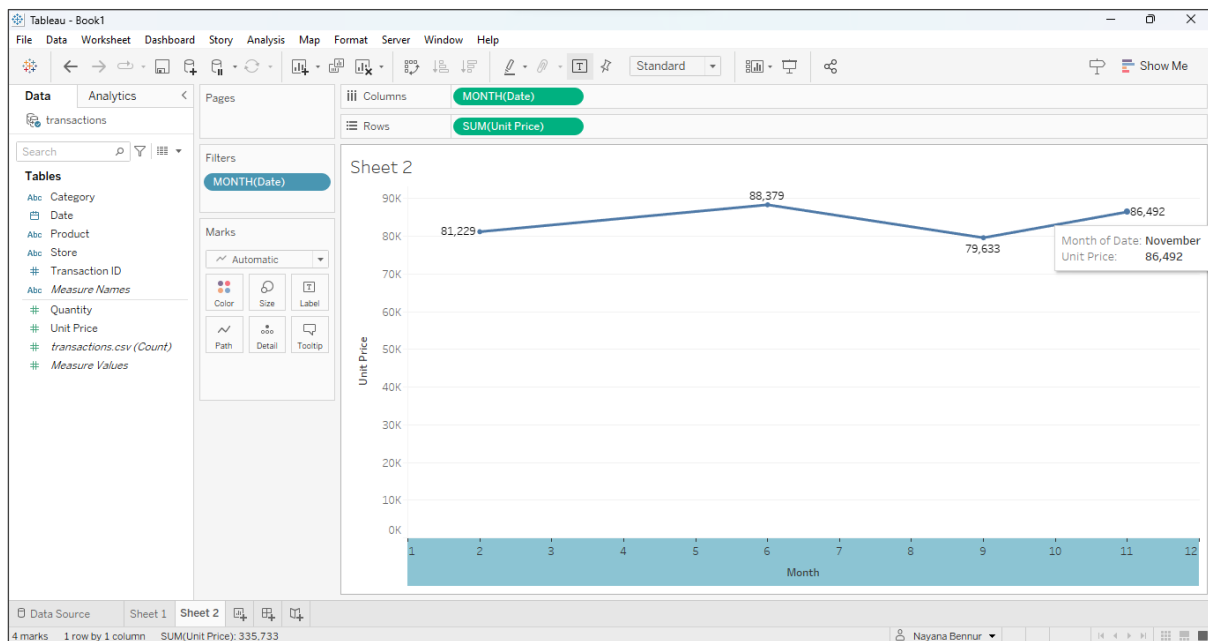 Tableau - Book1
File Data Worksheet Dashboard Story Analysis Map Format Server Window Help
Standard
Show Me
Data Analytics
transactions
Search
Tables
Abc Category
Date
Abc Product
Abc Store
# Transaction ID
Abc Measure Names
# Quantity
# Unit Price
# transactions.csv (Count)
# Measure Values
Pages
Filters
MONTH(Date)
Marks
Automatic
Color Size Label
Path Detail Tooltip
Columns MONTH(Date)
Rows SUM(Unit Price)
Sheet 2
90K
80K
70K
60K
50K
40K
30K
20K
10K
0K
Unit Price
81,229
88,379
79,633
86,492
Month of Date: November
Unit Price: 86,492
1 2 3 4 5 6 7 8 9 10 11 12
Month
Data Source Sheet 1 Sheet 2
4 marks 1 row by 1 column SUM(Unit Price): 335,733
Nayana Bennur